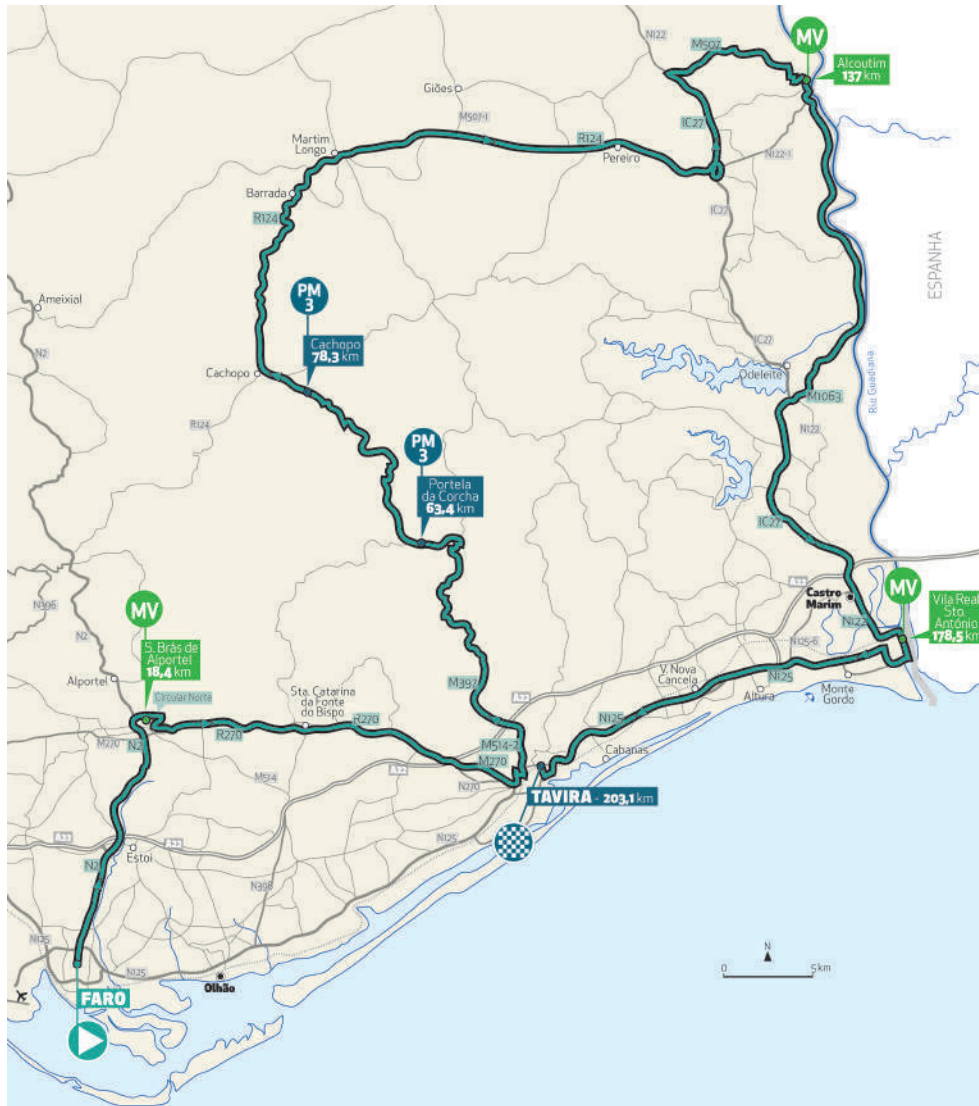 N122
M507
MV
Alcoutim
137 km
Giões
M507-1
IC27
Martim
Longo
R124
Pereiro
N122-1
Barrada
R124
IC27
ESPANHA
Ameixial
PM
3
Cachopo
78,3 km
N2
Cachopo
IC27
Odeleite
Rio Guadiana
M1063
R124
N122
PM
3
Portela
da Corcha
63,4 km
IC27
N396
MV
N2
S. Brás de
Alportel
18,4 km
A22
Castro
Marim
MV
Vila Real
Sto.
António
178,5 km
N122
N125-6
Alportel
Circular Norte
Sta. Catarina
da Fonte
do Bispo
M397
A22
V. Nova
Cancela
N125
Altura
Monte
Gordo
M270
N2
R270
R270
N125
M514-2
M270
Cabanas
M514
A22
N270
TAVIRA - 203,1 km
A22
A22
Estoi
N125
N2
N398
N125
N125
Olhão
N
0
5km
FARO